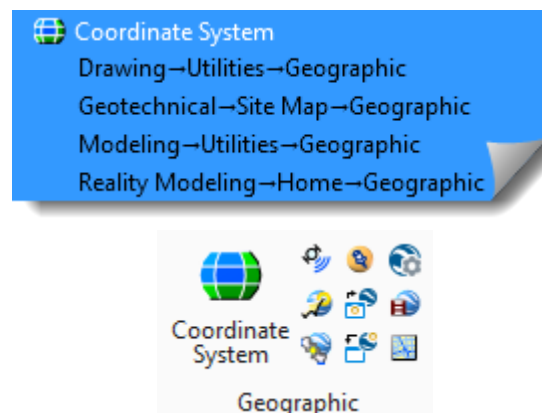 Coordinate System
Drawing→Utilities→Geographic
Geotechnical→Site Map→Geographic
Modeling→Utilities→Geographic
Reality Modeling→Home→Geographic
Coordinate
System
Geographic